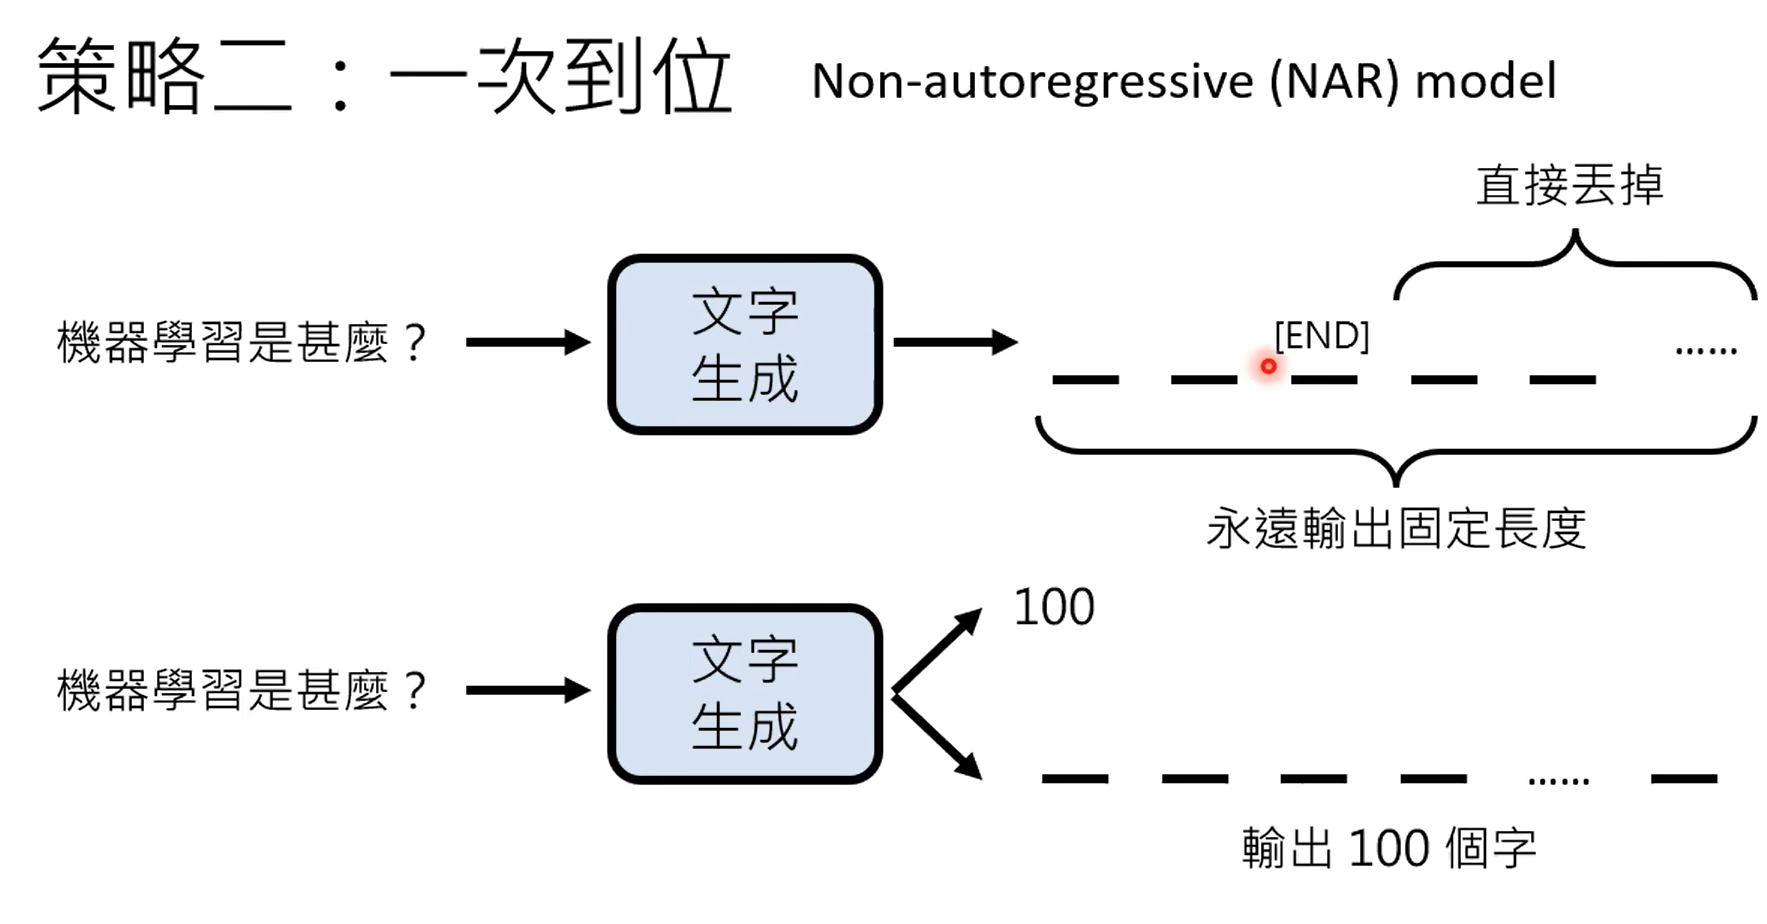 策略二：一次到位 Non-autoregressive (NAR) model
直接丟掉
機器學習是甚麼？
文字
生成
[END]
......
永遠輸出固定長度
機器學習是甚麼？
文字
生成
100
......
輸出 100 個字